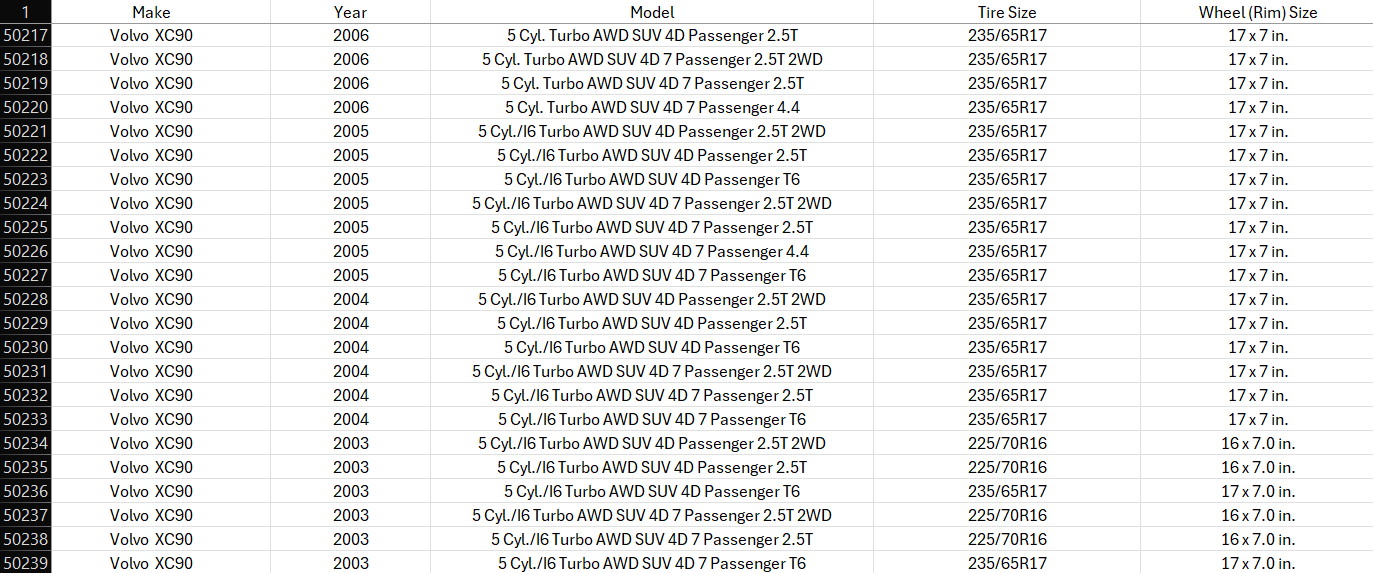 1 Make Year Model Tire Size Wheel (Rim) Size
50217 Volvo XC90 2006 5 Cyl. Turbo AWD SUV 4D Passenger 2.5T 235/65R17 17 x 7 in.
50218 Volvo XC90 2006 5 Cyl. Turbo AWD SUV 4D 7 Passenger 2.5T 2WD 235/65R17 17 x 7 in.
50219 Volvo XC90 2006 5 Cyl. Turbo AWD SUV 4D 7 Passenger 2.5T 235/65R17 17 x 7 in.
50220 Volvo XC90 2006 5 Cyl. Turbo AWD SUV 4D 7 Passenger 4.4 235/65R17 17 x 7 in.
50221 Volvo XC90 2005 5 Cyl./I6 Turbo AWD SUV 4D Passenger 2.5T 2WD 235/65R17 17 x 7 in.
50222 Volvo XC90 2005 5 Cyl./I6 Turbo AWD SUV 4D Passenger 2.5T 235/65R17 17 x 7 in.
50223 Volvo XC90 2005 5 Cyl./I6 Turbo AWD SUV 4D Passenger T6 235/65R17 17 x 7 in.
50224 Volvo XC90 2005 5 Cyl./I6 Turbo AWD SUV 4D 7 Passenger 2.5T 2WD 235/65R17 17 x 7 in.
50225 Volvo XC90 2005 5 Cyl./I6 Turbo AWD SUV 4D 7 Passenger 2.5T 235/65R17 17 x 7 in.
50226 Volvo XC90 2005 5 Cyl./I6 Turbo AWD SUV 4D 7 Passenger 4.4 235/65R17 17 x 7 in.
50227 Volvo XC90 2005 5 Cyl./I6 Turbo AWD SUV 4D 7 Passenger T6 235/65R17 17 x 7 in.
50228 Volvo XC90 2004 5 Cyl./I6 Turbo AWD SUV 4D Passenger 2.5T 2WD 235/65R17 17 x 7 in.
50229 Volvo XC90 2004 5 Cyl./I6 Turbo AWD SUV 4D Passenger 2.5T 235/65R17 17 x 7 in.
50230 Volvo XC90 2004 5 Cyl./I6 Turbo AWD SUV 4D Passenger T6 235/65R17 17 x 7 in.
50231 Volvo XC90 2004 5 Cyl./I6 Turbo AWD SUV 4D 7 Passenger 2.5T 2WD 235/65R17 17 x 7 in.
50232 Volvo XC90 2004 5 Cyl./I6 Turbo AWD SUV 4D 7 Passenger 2.5T 235/65R17 17 x 7 in.
50233 Volvo XC90 2004 5 Cyl./I6 Turbo AWD SUV 4D 7 Passenger T6 235/65R17 17 x 7 in.
50234 Volvo XC90 2003 5 Cyl./I6 Turbo AWD SUV 4D Passenger 2.5T 2WD 225/70R16 16 x 7.0 in.
50235 Volvo XC90 2003 5 Cyl./I6 Turbo AWD SUV 4D Passenger 2.5T 225/70R16 16 x 7.0 in.
50236 Volvo XC90 2003 5 Cyl./I6 Turbo AWD SUV 4D Passenger T6 235/65R17 17 x 7.0 in.
50237 Volvo XC90 2003 5 Cyl./I6 Turbo AWD SUV 4D 7 Passenger 2.5T 2WD 225/70R16 16 x 7.0 in.
50238 Volvo XC90 2003 5 Cyl./I6 Turbo AWD SUV 4D 7 Passenger 2.5T 225/70R16 16 x 7.0 in.
50239 Volvo XC90 2003 5 Cyl./I6 Turbo AWD SUV 4D 7 Passenger T6 235/65R17 17 x 7.0 in.